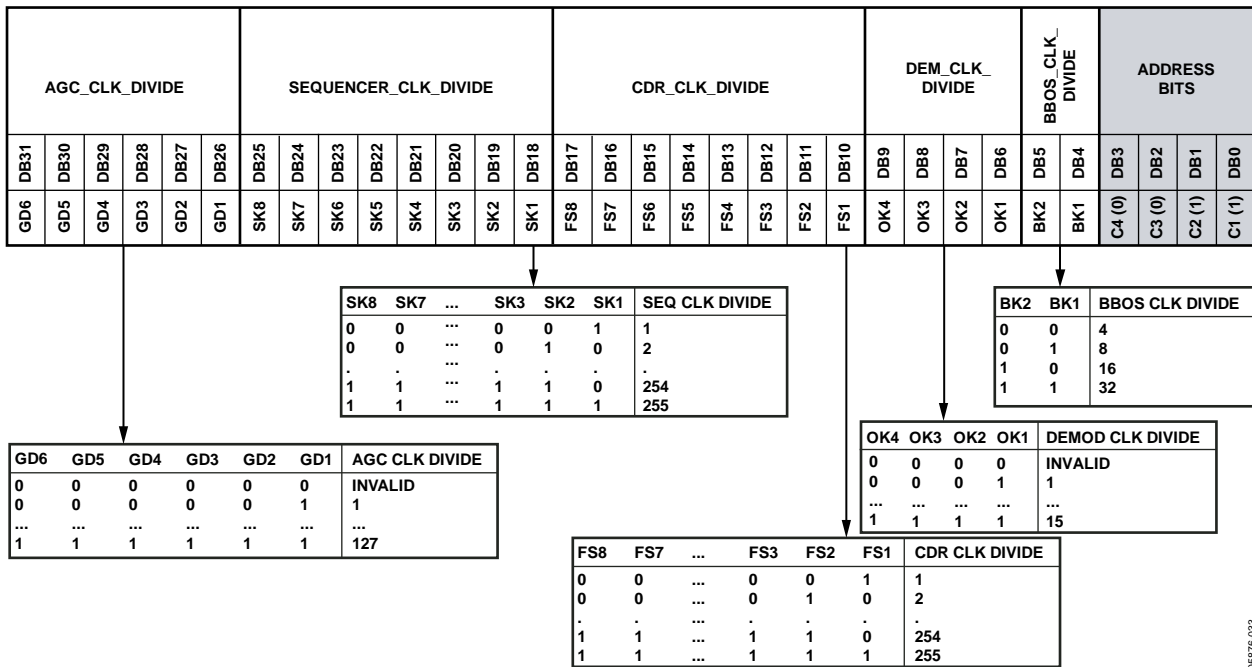 AGC_CLK_DIVIDE SEQUENCER_CLK_DIVIDE CDR_CLK_DIVIDE DEM_CLK_ DIVIDE BBOS_CLK_ DIVIDE ADDRESS BITS
DB31 DB30 DB29 DB28 DB27 DB26 DB25 DB24 DB23 DB22 DB21 DB20 DB19 DB18 DB17 DB16 DB15 DB14 DB13 DB12 DB11 DB10 DB9 DB8 DB7 DB6 DB5 DB4 DB3 DB2 DB1 DB0
GD6 GD5 GD4 GD3 GD2 GD1 SK8 SK7 SK6 SK5 SK4 SK3 SK2 SK1 FS8 FS7 FS6 FS5 FS4 FS3 FS2 FS1 OK4 OK3 OK2 OK1 BK2 BK1 C4 (0) C3 (0) C2 (1) C1 (1)
SK8 SK7 ... SK3 SK2 SK1 SEQ CLK DIVIDE
0 0 ... 0 0 1 1
0 0 ... 0 1 0 2
. . ... . . . .
1 1 ... 1 1 0 254
1 1 ... 1 1 1 255
BK2 BK1 BBOS CLK DIVIDE
0 0 4
0 1 8
1 0 16
1 1 32
GD6 GD5 GD4 GD3 GD2 GD1 AGC CLK DIVIDE
0 0 0 0 0 0 INVALID
0 0 0 0 0 1 1
... ... ... ... ... ... ...
1 1 1 1 1 1 127
OK4 OK3 OK2 OK1 DEMOD CLK DIVIDE
0 0 0 0 INVALID
0 0 0 1 1
... ... ... ... ...
1 1 1 1 15
FS8 FS7 ... FS3 FS2 FS1 CDR CLK DIVIDE
0 0 ... 0 0 1 1
0 0 ... 0 1 0 2
. . ... . . . .
1 1 ... 1 1 0 254
1 1 ... 1 1 1 255